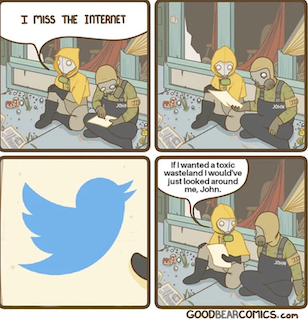 I MISS THE INTERNET
JOHN
JOHN
If I wanted a toxic
wasteland I would've
just looked around
me, John.
JOHN
GOODBEARCOMICS.com